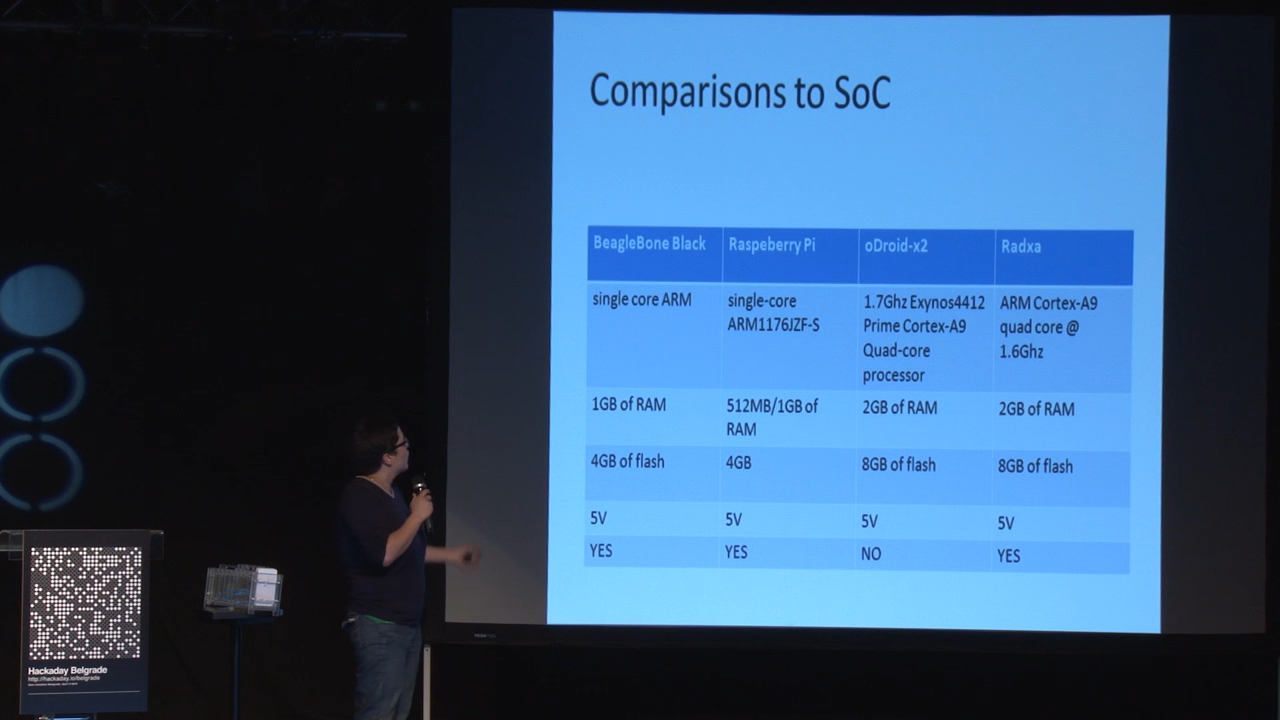 Comparisons to SoC
BeagleBone Black
Raspeberry Pi
oDroid-x2
Radxa
single core ARM
single-core
ARM1176JZF-S
1.7Ghz Exynos4412
Prime Cortex-A9
Quad-core
processor
ARM Cortex-A9
quad core @
1.6Ghz
1GB of RAM
512MB/1GB of
RAM
2GB of RAM
2GB of RAM
4GB of flash
4GB
8GB of flash
8GB of flash
5V
5V
5V
5V
YES
YES
NO
YES
Hackaday Belgrade
http://hackaday.io/belgrade